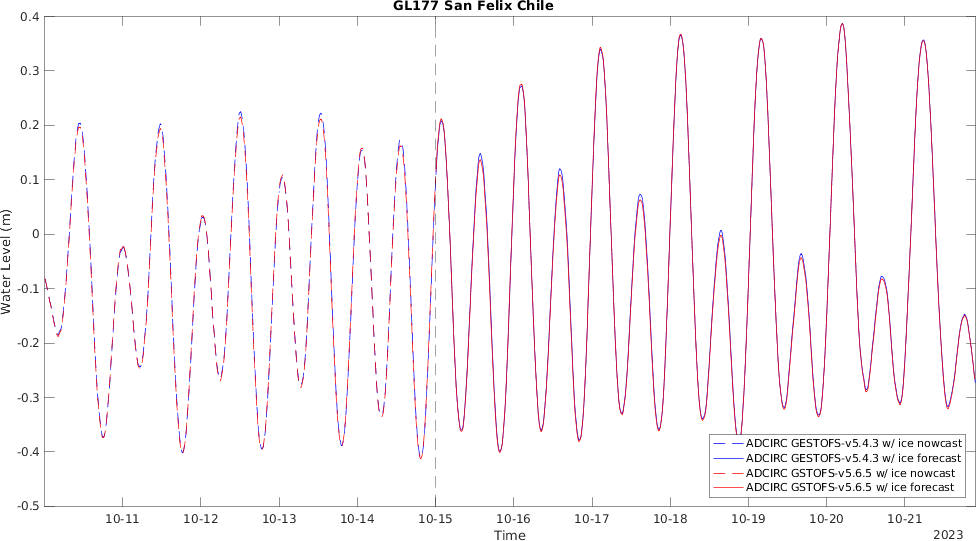 GL177 San Felix Chile
0.4
0.3
0.2
0.1
0
-0.1
-0.2
-0.3
-0.4
-0.5
Water Level (m)
ADCIRC GESTOFS-v5.4.3 w/ ice nowcast
ADCIRC GESTOFS-v5.4.3 w/ ice forecast
ADCIRC GSTOFS-v5.6.5 w/ ice nowcast
ADCIRC GSTOFS-v5.6.5 w/ ice forecast
10-11 10-12 10-13 10-14 10-15 10-16 10-17 10-18 10-19 10-20 10-21
Time
2023